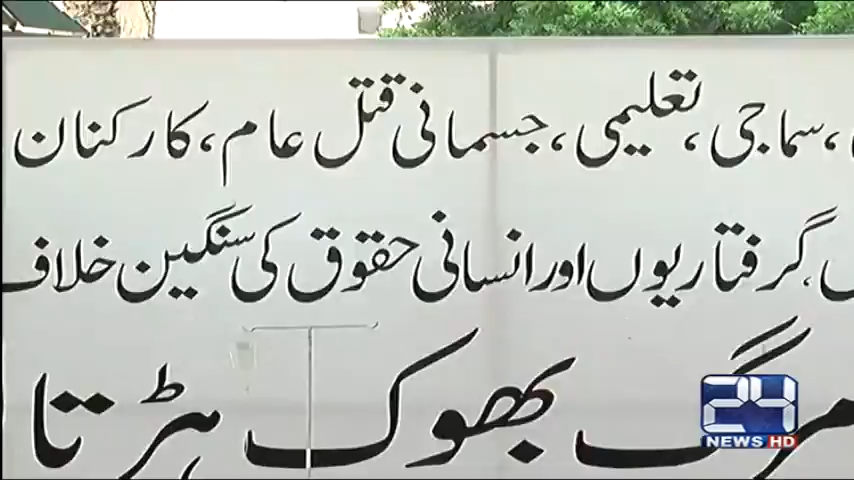 ، سماجی، تعلیمی، جسمانی قتل عام، کارکنان
گرفتاریوں اور انسانی حقوق کی سنگین خلاف
مرگ بھوک ہڑتا
24
NEWS HD